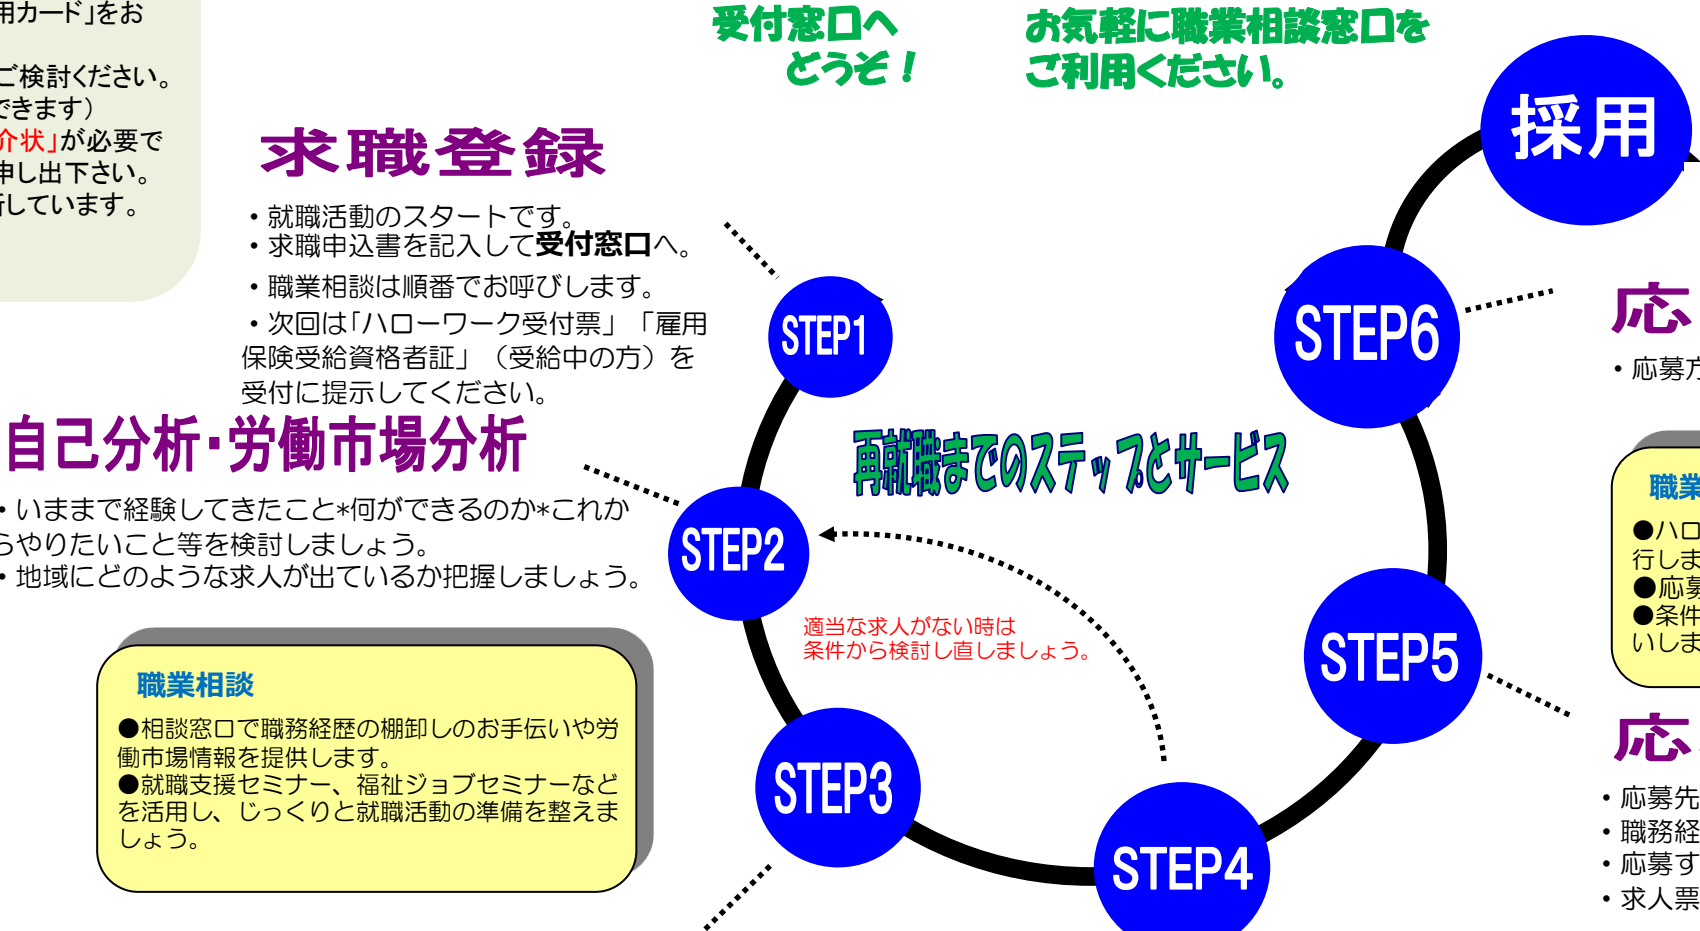 用カード」をお
ご検討ください。
できます）
介状」が必要で
申し出下さい。
しています。
受付窓口へ
どうぞ！
お気軽に職業相談窓口を
ご利用ください。
採用
求職登録
・就職活動のスタートです。
・求職申込書を記入して受付窓口へ。
・職業相談は順番でお呼びします。
・次回は「ハローワーク受付票」「雇用
保険受給資格者証」（受給中の方）を
受付に提示してください。
STEP1
STEP6
応
・応募方
自己分析・労働市場分析
・いままで経験してきたこと*何ができるのか*これか
らやりたいこと等を検討しましょう。
・地域にどのような求人が出ているか把握しましょう。
再就職までのステップとサービス
STEP2
適当な求人がない時は
条件から検討し直しましょう。
職業
●ハロ
行しま
●応募
●条件
いしま
STEP5
職業相談
●相談窓口で職務経歴の棚卸しのお手伝いや労
働市場情報を提供します。
●就職支援セミナー、福祉ジョブセミナーなど
を活用し、じっくりと就職活動の準備を整えま
しょう。
STEP3
STEP4
応
・応募先
・職務経
・応募す
・求人票